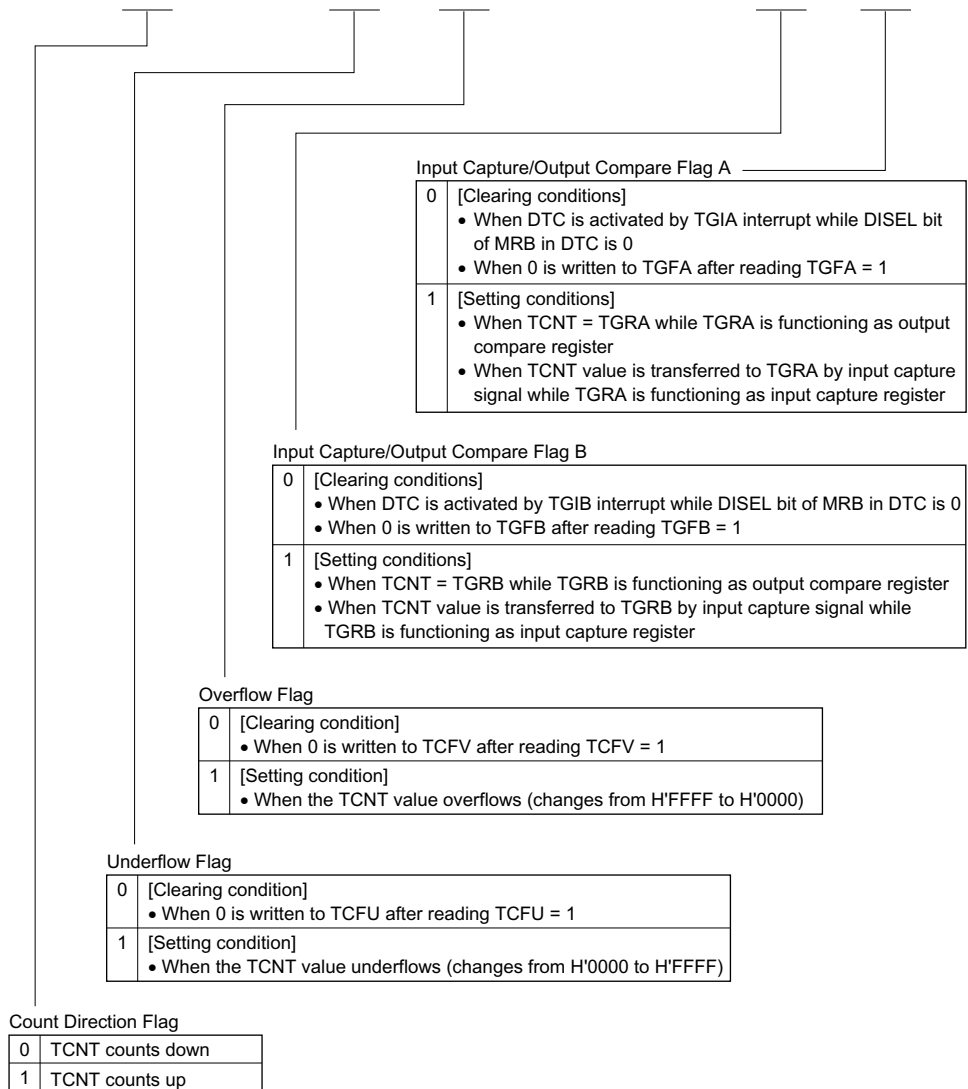 Input Capture/Output Compare Flag A
0 [Clearing conditions]
• When DTC is activated by TGIA interrupt while DISEL bit
of MRB in DTC is 0
• When 0 is written to TGFA after reading TGFA = 1
1 [Setting conditions]
• When TCNT = TGRA while TGRA is functioning as output
compare register
• When TCNT value is transferred to TGRA by input capture
signal while TGRA is functioning as input capture register
Input Capture/Output Compare Flag B
0 [Clearing conditions]
• When DTC is activated by TGIB interrupt while DISEL bit of MRB in DTC is 0
• When 0 is written to TGFB after reading TGFB = 1
1 [Setting conditions]
• When TCNT = TGRB while TGRB is functioning as output compare register
• When TCNT value is transferred to TGRB by input capture signal while
TGRB is functioning as input capture register
Overflow Flag
0 [Clearing condition]
• When 0 is written to TCFV after reading TCFV = 1
1 [Setting condition]
• When the TCNT value overflows (changes from H'FFFF to H'0000)
Underflow Flag
0 [Clearing condition]
• When 0 is written to TCFU after reading TCFU = 1
1 [Setting condition]
• When the TCNT value underflows (changes from H'0000 to H'FFFF)
Count Direction Flag
0 TCNT counts down
1 TCNT counts up